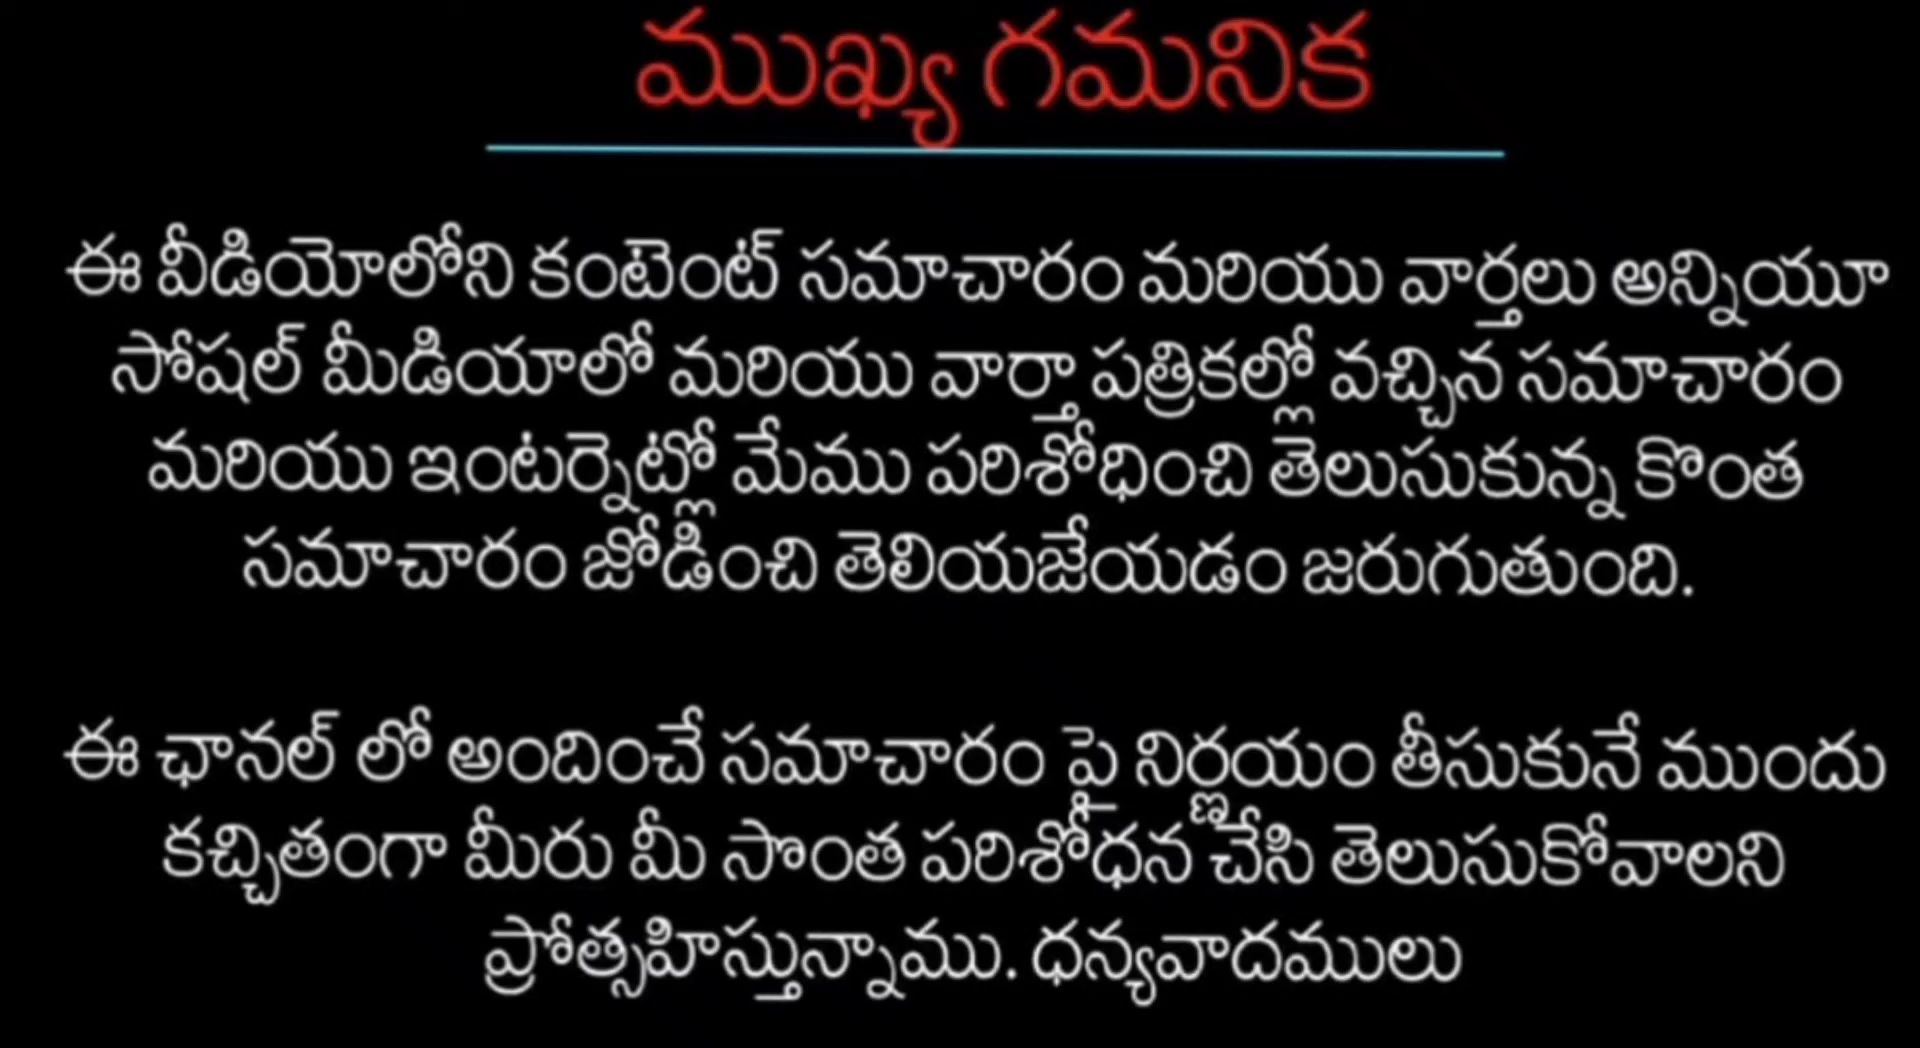 ముఖ్య గమనిక
ఈ వీడియోలోని కంటెంట్ సమాచారం మరియు వార్తలు అన్నియూ
సోషల్ మీడియాలో మరియు వార్తా పత్రికల్లో వచ్చిన సమాచారం
మరియు ఇంటర్నెట్లో మేము పరిశోధించి తెలుసుకున్న కొంత
సమాచారం జోడించి తెలియజేయడం జరుగుతుంది.
ఈ ఛానల్ లో అందించే సమాచారం పై నిర్ణయం తీసుకునే ముందు
కచ్చితంగా మీరు మీ సొంత పరిశోధన చేసి తెలుసుకోవాలని
ప్రోత్సహిస్తున్నాము. ధన్యవాదములు